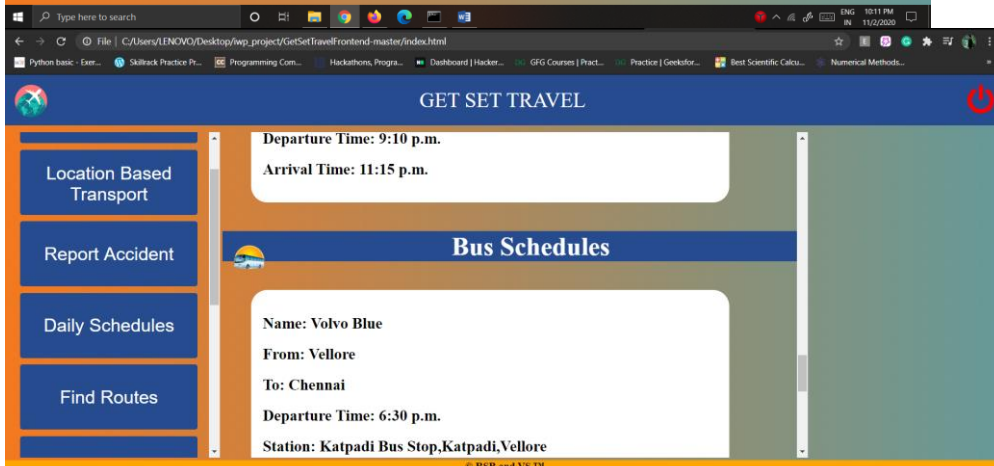 Type here to search
ENG 10:11 PM
IN 11/2/2020
File | C:/Users/LENOVO/Desktop/iwp_project/GetSetTravelFrontend-master/index.html
Python basic - Exer... Skillrack Practice Pr... Programming Com... Hackathons, Progra... Dashboard | Hacker... GFG Courses | Pract... Practice | Geeksfor... Best Scientific Calcu... Numerical Methods...
GET SET TRAVEL
Departure Time: 9:10 p.m.
Arrival Time: 11:15 p.m.
Location Based
Transport
Report Accident
Daily Schedules
Find Routes
Bus Schedules
Name: Volvo Blue
From: Vellore
To: Chennai
Departure Time: 6:30 p.m.
Station: Katpadi Bus Stop,Katpadi,Vellore